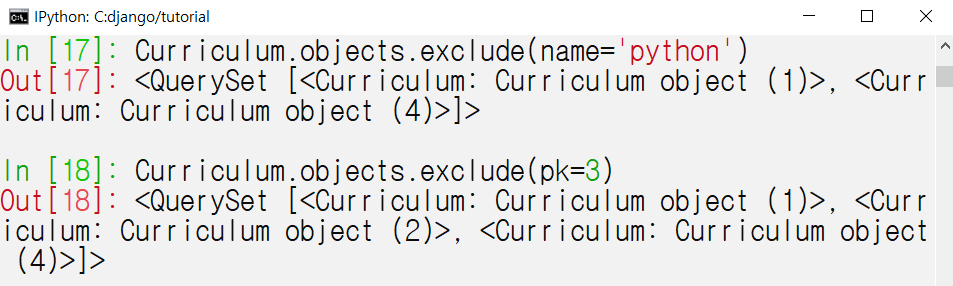 IPython: C:django/tutorial
In [17]: Curriculum.objects.exclude(name='python')
Out[17]: <QuerySet [<Curriculum: Curriculum object (1)>, <Curr
iculum: Curriculum object (4)>]>
In [18]: Curriculum.objects.exclude(pk=3)
Out[18]: <QuerySet [<Curriculum: Curriculum object (1)>, <Curr
iculum: Curriculum object (2)>, <Curriculum: Curriculum object
 (4)>]>